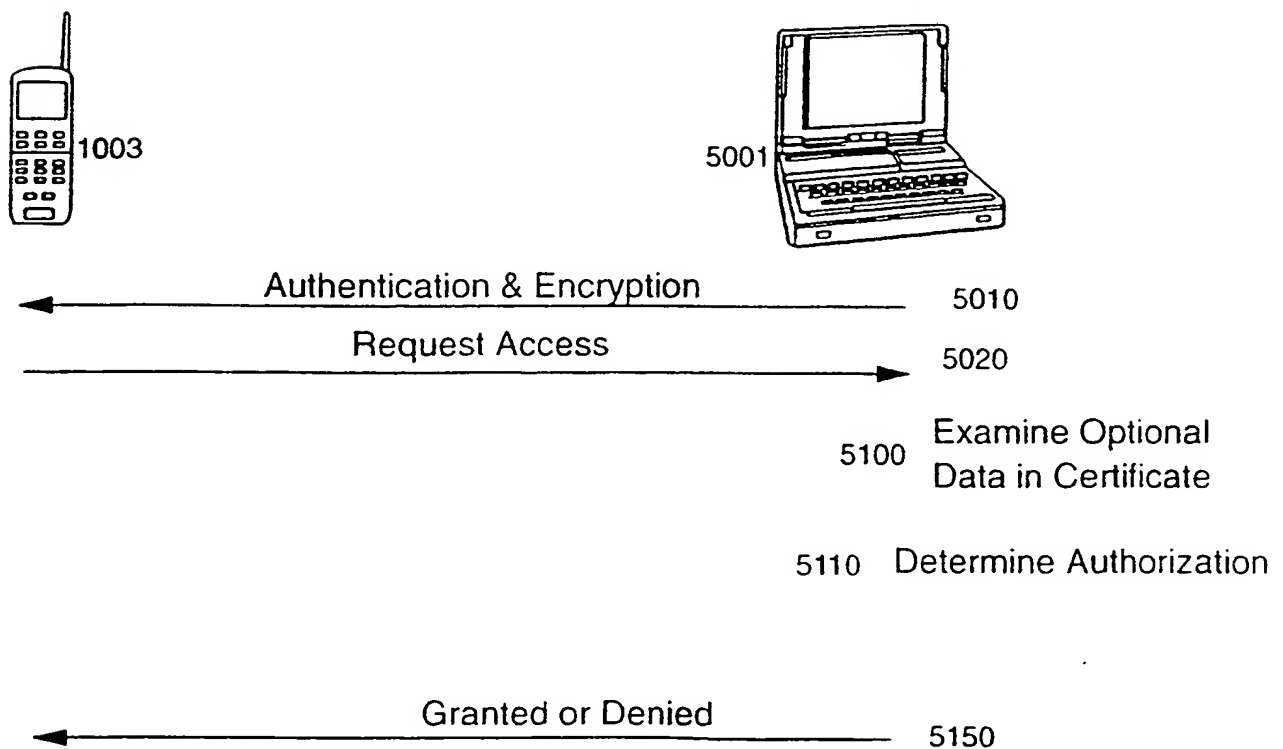 1003
5001
Authentication & Encryption 5010
Request Access 5020
5100 Examine Optional
Data in Certificate
5110 Determine Authorization
Granted or Denied 5150